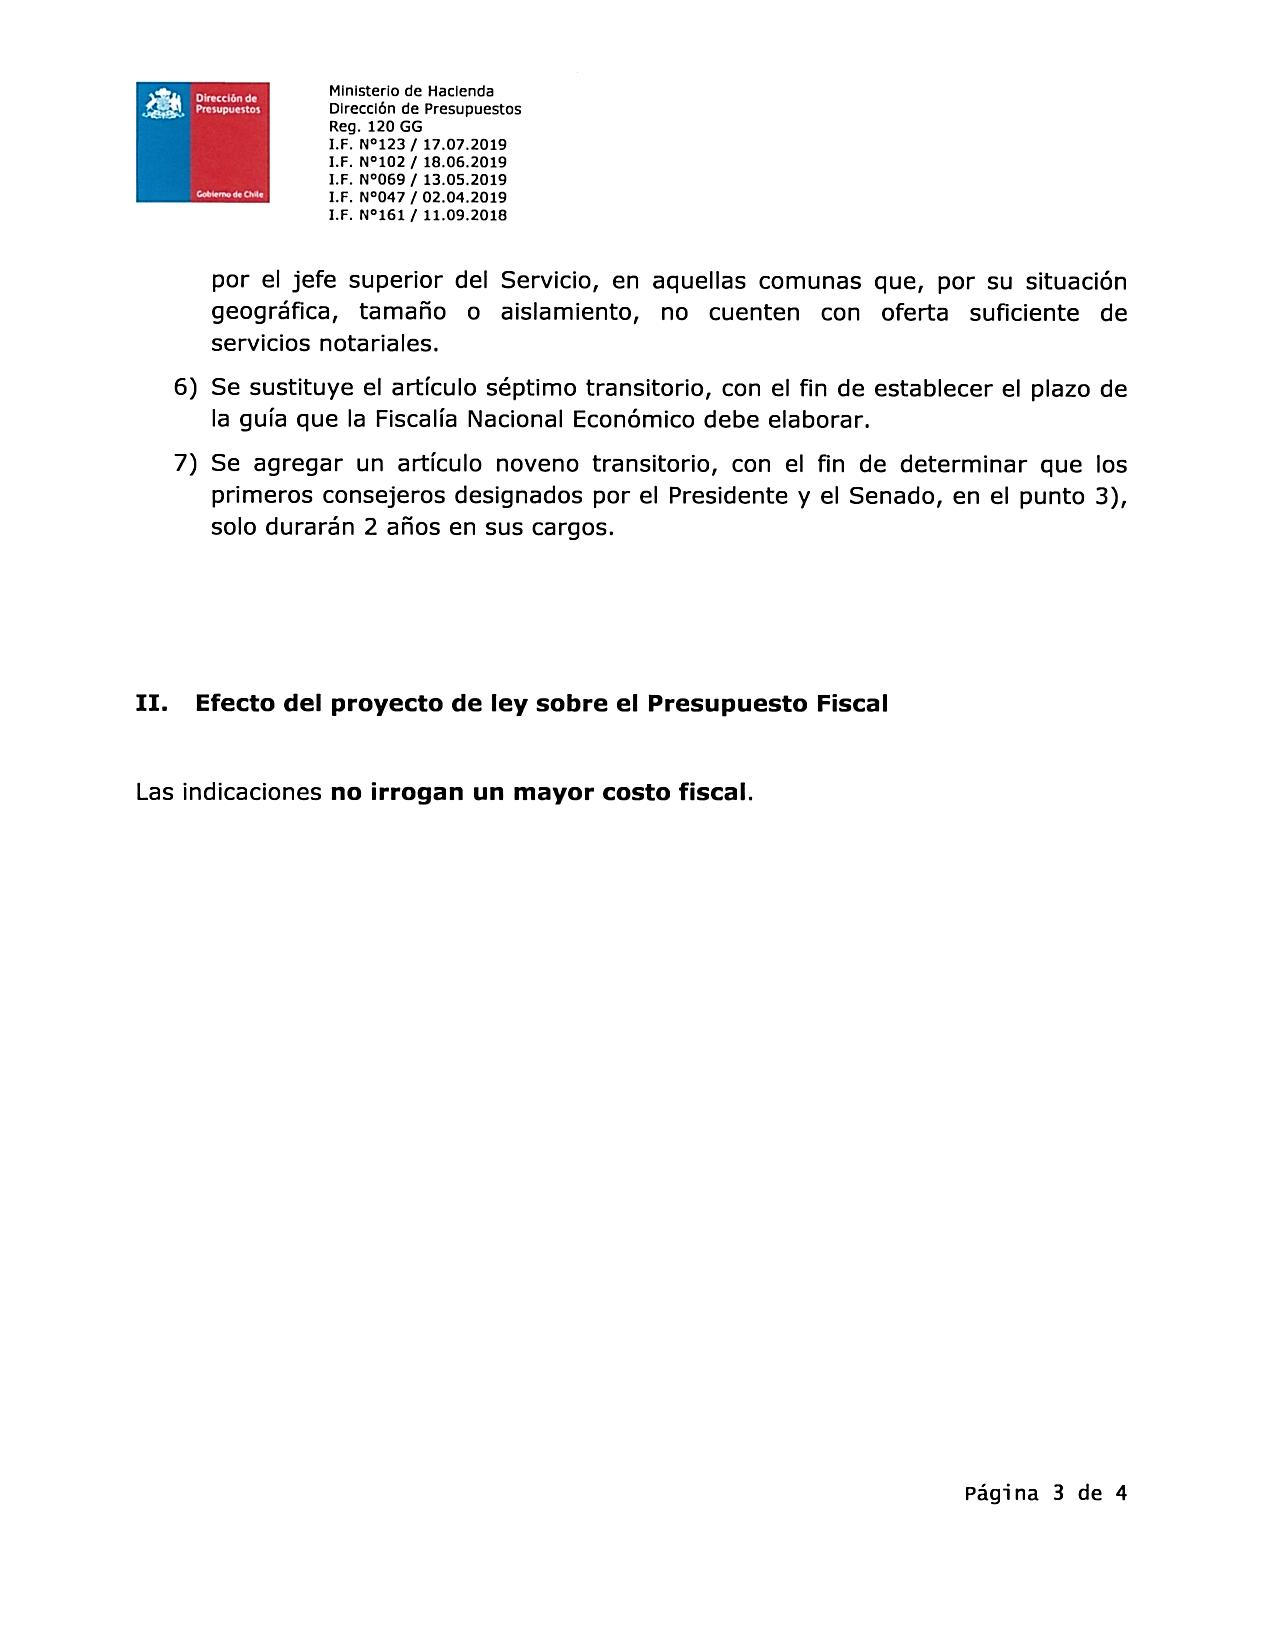 Dirección de
Presupuestos
Gobierno de Chile
Ministerio de Hacienda
Dirección de Presupuestos
Reg. 120 GG
I.F. N°123 / 17.07.2019
I.F. N°102 / 18.06.2019
I.F. N°069 / 13.05.2019
I.F. N°047 / 02.04.2019
I.F. N°161 / 11.09.2018
por el jefe superior del Servicio, en aquellas comunas que, por su situación
geográfica, tamaño o aislamiento, no cuenten con oferta suficiente de
servicios notariales.
6) Se sustituye el artículo séptimo transitorio, con el fin de establecer el plazo de
la guía que la Fiscalía Nacional Económico debe elaborar.
7) Se agregar un artículo noveno transitorio, con el fin de determinar que los
primeros consejeros designados por el Presidente y el Senado, en el punto 3),
solo durarán 2 años en sus cargos.
II. Efecto del proyecto de ley sobre el Presupuesto Fiscal
Las indicaciones no irrogan un mayor costo fiscal.
Página 3 de 4